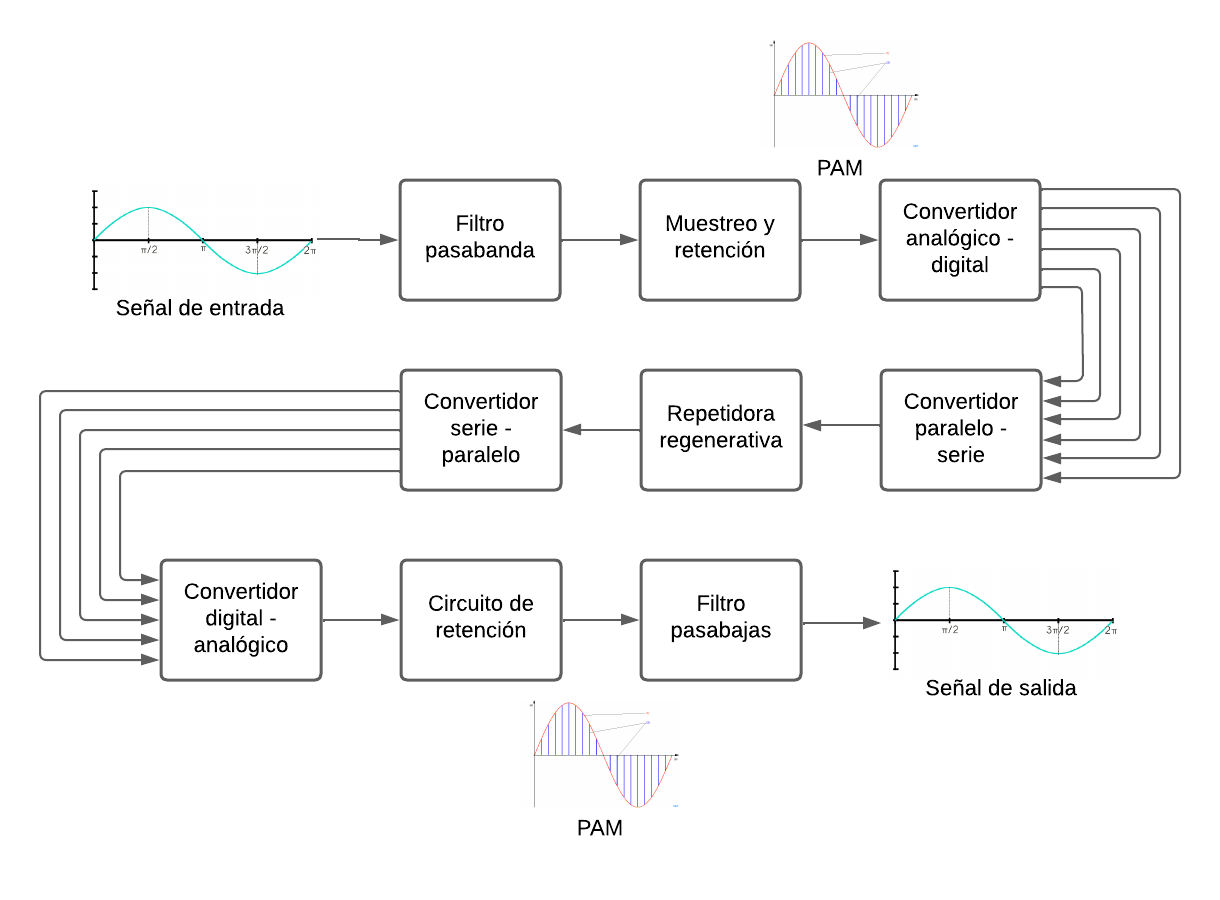 PAM
Filtro
pasabanda
Muestreo y
retención
Convertidor
analógico -
digital
π/2
π
3π/2
2π
Señal de entrada
Convertidor
serie -
paralelo
Repetidora
regenerativa
Convertidor
paralelo -
serie
Convertidor
digital -
analógico
Circuito de
retención
Filtro
pasabajas
π/2
π
3π/2
2π
Señal de salida
PAM